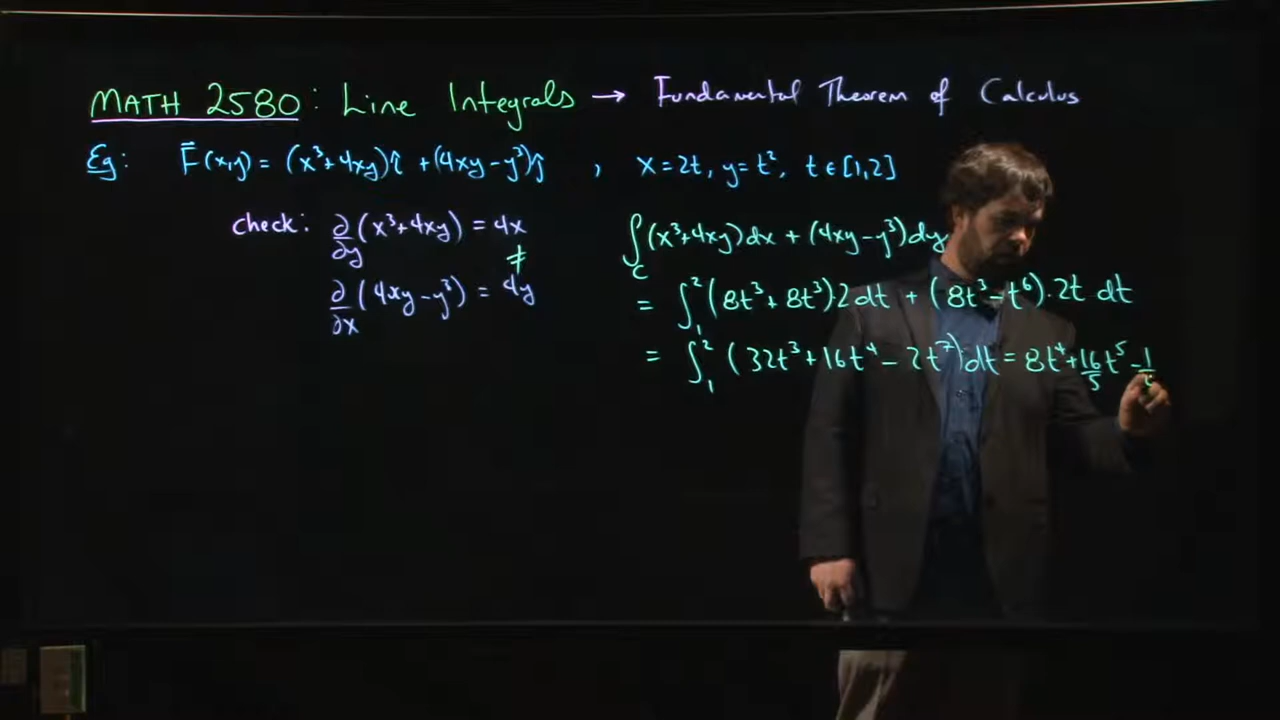 MATH 2580: Line Integrals → Fundamental Theorem of Calculus
Eg: F⃗(x,y) = (x³+4xy)î + (4xy-y³)ĵ , x=2t, y=t², t∈[1,2]
check: ∂/∂y (x³+4xy) = 4x
≠
∂/∂x (4xy-y³) = 4y
∫_C (x³+4xy)dx + (4xy-y³)dy
= ∫₁² (8t³+8t³)·2dt + (8t³-t⁶)·2t dt
= ∫₁² (32t³+16t⁴-2t⁷)dt = 8t⁴+16/5 t⁵ - 1/